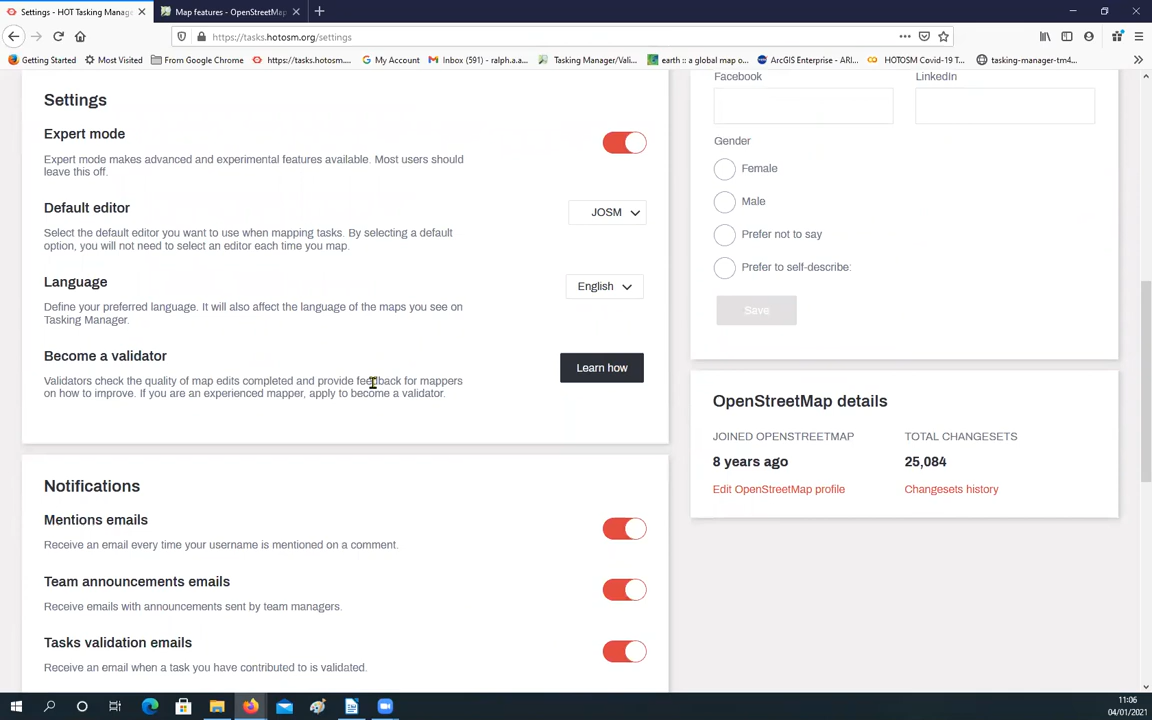 Settings - HOT Tasking Manag
Map features - OpenStreetMap
https://tasks.hotosm.org/settings
Getting Started
Most Visited
From Google Chrome
https://tasks.hotosm....
My Account
Inbox (591) - ralph.a.a...
Tasking Manager/Vali...
earth :: a global map o...
ArcGIS Enterprise - ARI...
HOTOSM Covid-19 T...
tasking-manager-tm4...
Settings
Expert mode
Expert mode makes advanced and experimental features available. Most users should
leave this off.
Default editor
JOSM
Select the default editor you want to use when mapping tasks. By selecting a default
option, you will not need to select an editor each time you map.
Language
English
Define your preferred language. It will also affect the language of the maps you see on
Tasking Manager.
Become a validator
Learn how
Validators check the quality of map edits completed and provide feedback for mappers
on how to improve. If you are an experienced mapper, apply to become a validator.
Notifications
Mentions emails
Receive an email every time your username is mentioned on a comment.
Team announcements emails
Receive emails with announcements sent by team managers.
Tasks validation emails
Receive an email when a task you have contributed to is validated.
Facebook
LinkedIn
Gender
Female
Male
Prefer not to say
Prefer to self-describe:
Save
OpenStreetMap details
JOINED OPENSTREETMAP
TOTAL CHANGESETS
8 years ago
25,084
Edit OpenStreetMap profile
Changesets history
11:06
04/01/2021